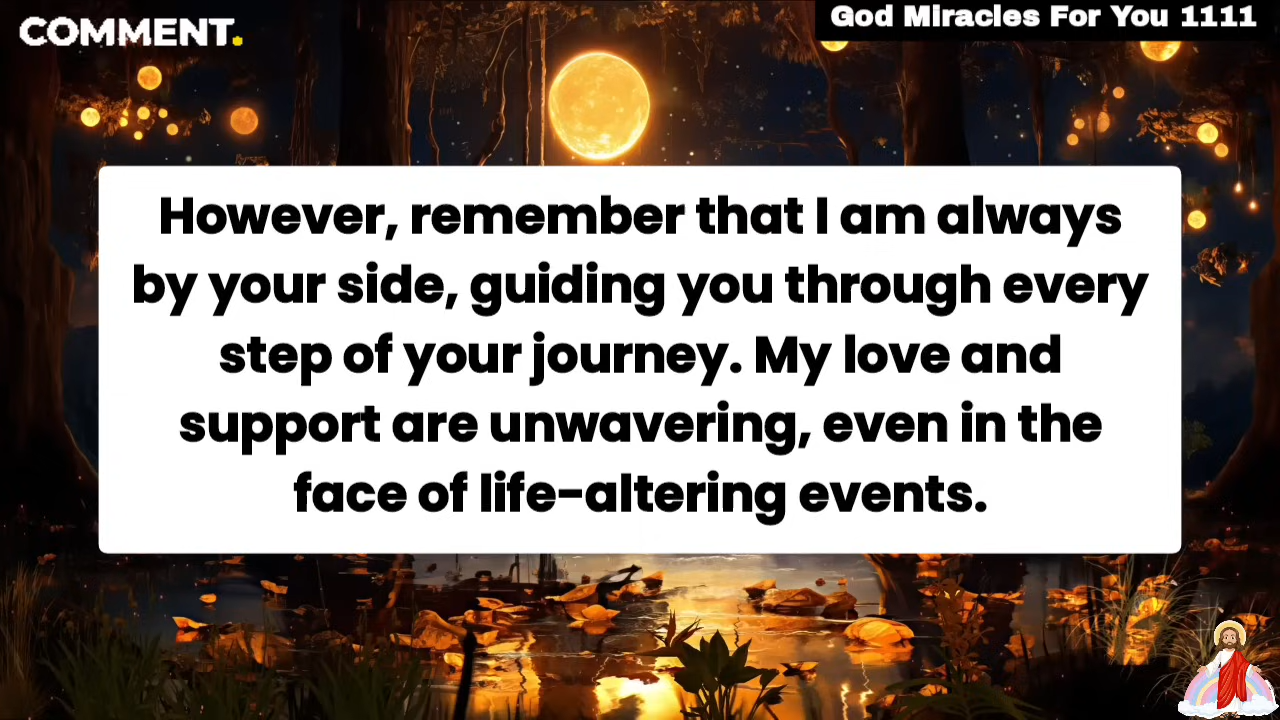 COMMENT.
God Miracles For You 1111
However, remember that I am always
by your side, guiding you through every
step of your journey. My love and
support are unwavering, even in the
face of life-altering events.